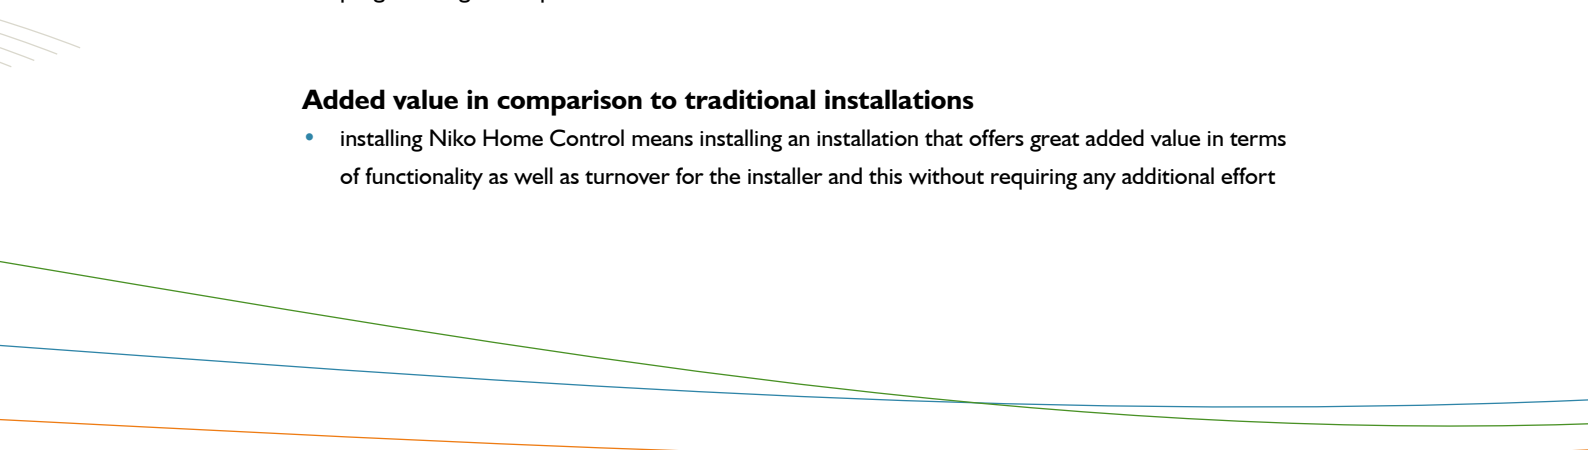 Added value in comparison to traditional installations
• installing Niko Home Control means installing an installation that offers great added value in terms
of functionality as well as turnover for the installer and this without requiring any additional effort